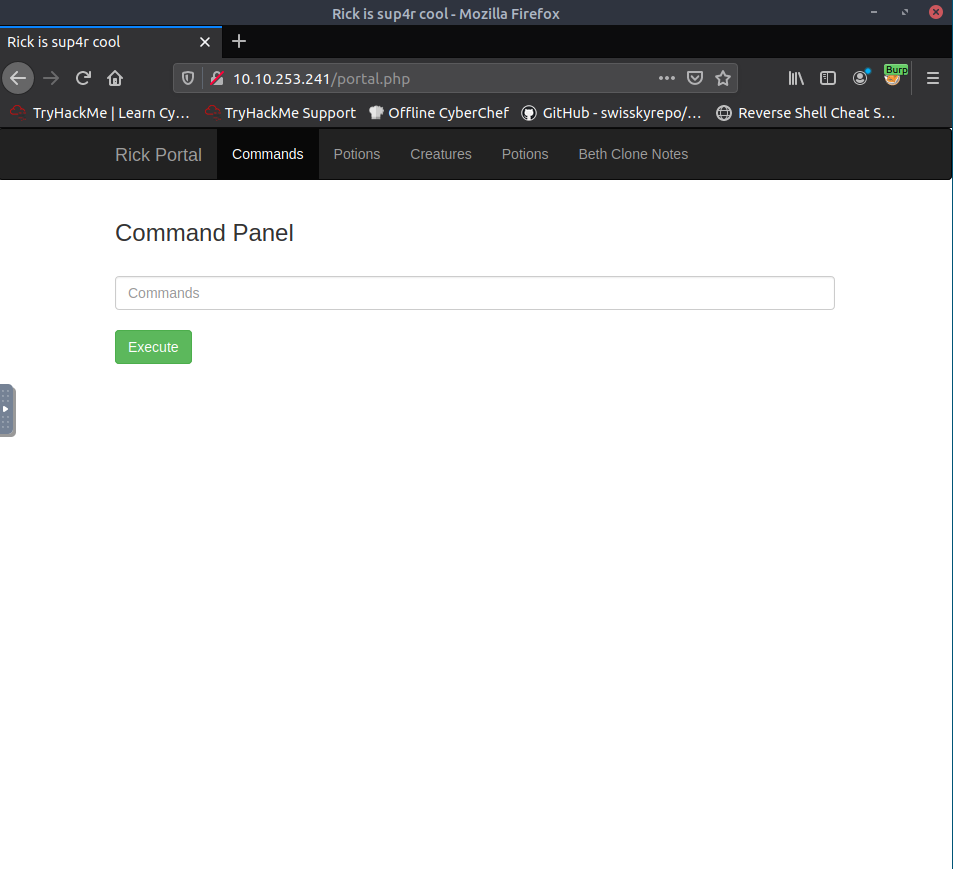 Rick is sup4r cool - Mozilla Firefox
Rick is sup4r cool
10.10.253.241/portal.php
Burp
TryHackMe | Learn Cy… TryHackMe Support Offline CyberChef GitHub - swisskyrepo/… Reverse Shell Cheat S…
Rick Portal Commands Potions Creatures Potions Beth Clone Notes
Command Panel
Commands
Execute